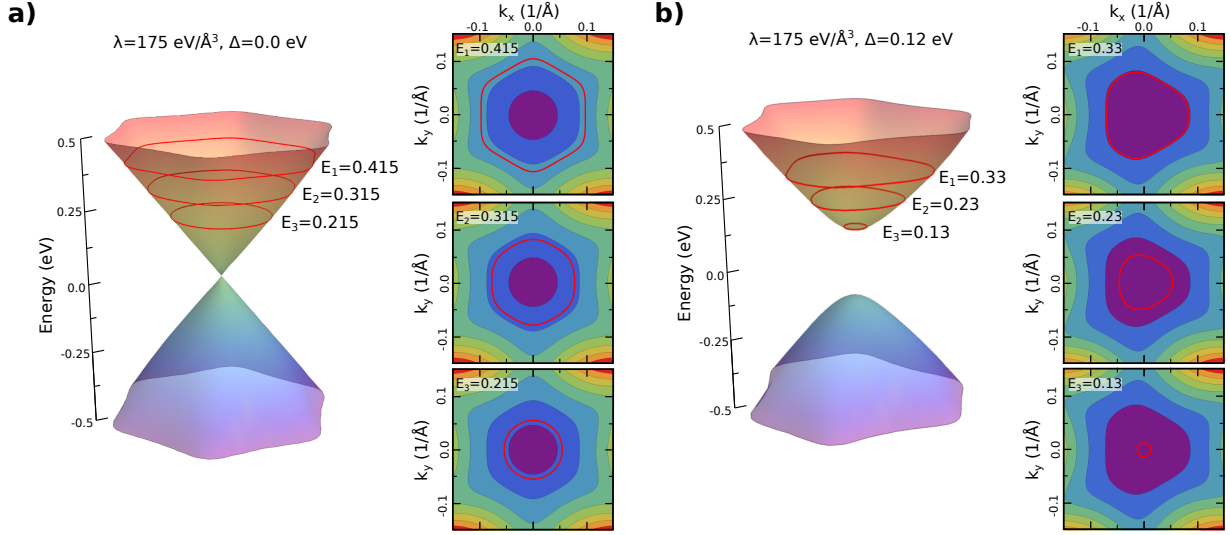 a)
λ=175 eV/Å³, Δ=0.0 eV
Energy (eV)
0.5
0.25
0.0
-0.25
-0.5
E₁=0.415
E₂=0.315
E₃=0.215
kₓ (1/Å)
-0.1 0.0 0.1
E₁=0.415
k_y (1/Å)
0.1
0.0
-0.1
E₂=0.315
k_y (1/Å)
0.1
0.0
-0.1
E₃=0.215
k_y (1/Å)
0.1
0.0
-0.1
b)
λ=175 eV/Å³, Δ=0.12 eV
Energy (eV)
0.5
0.25
0.0
-0.25
-0.5
E₁=0.33
E₂=0.23
E₃=0.13
kₓ (1/Å)
-0.1 0.0 0.1
E₁=0.33
k_y (1/Å)
0.1
0.0
-0.1
E₂=0.23
k_y (1/Å)
0.1
0.0
-0.1
E₃=0.13
k_y (1/Å)
0.1
0.0
-0.1